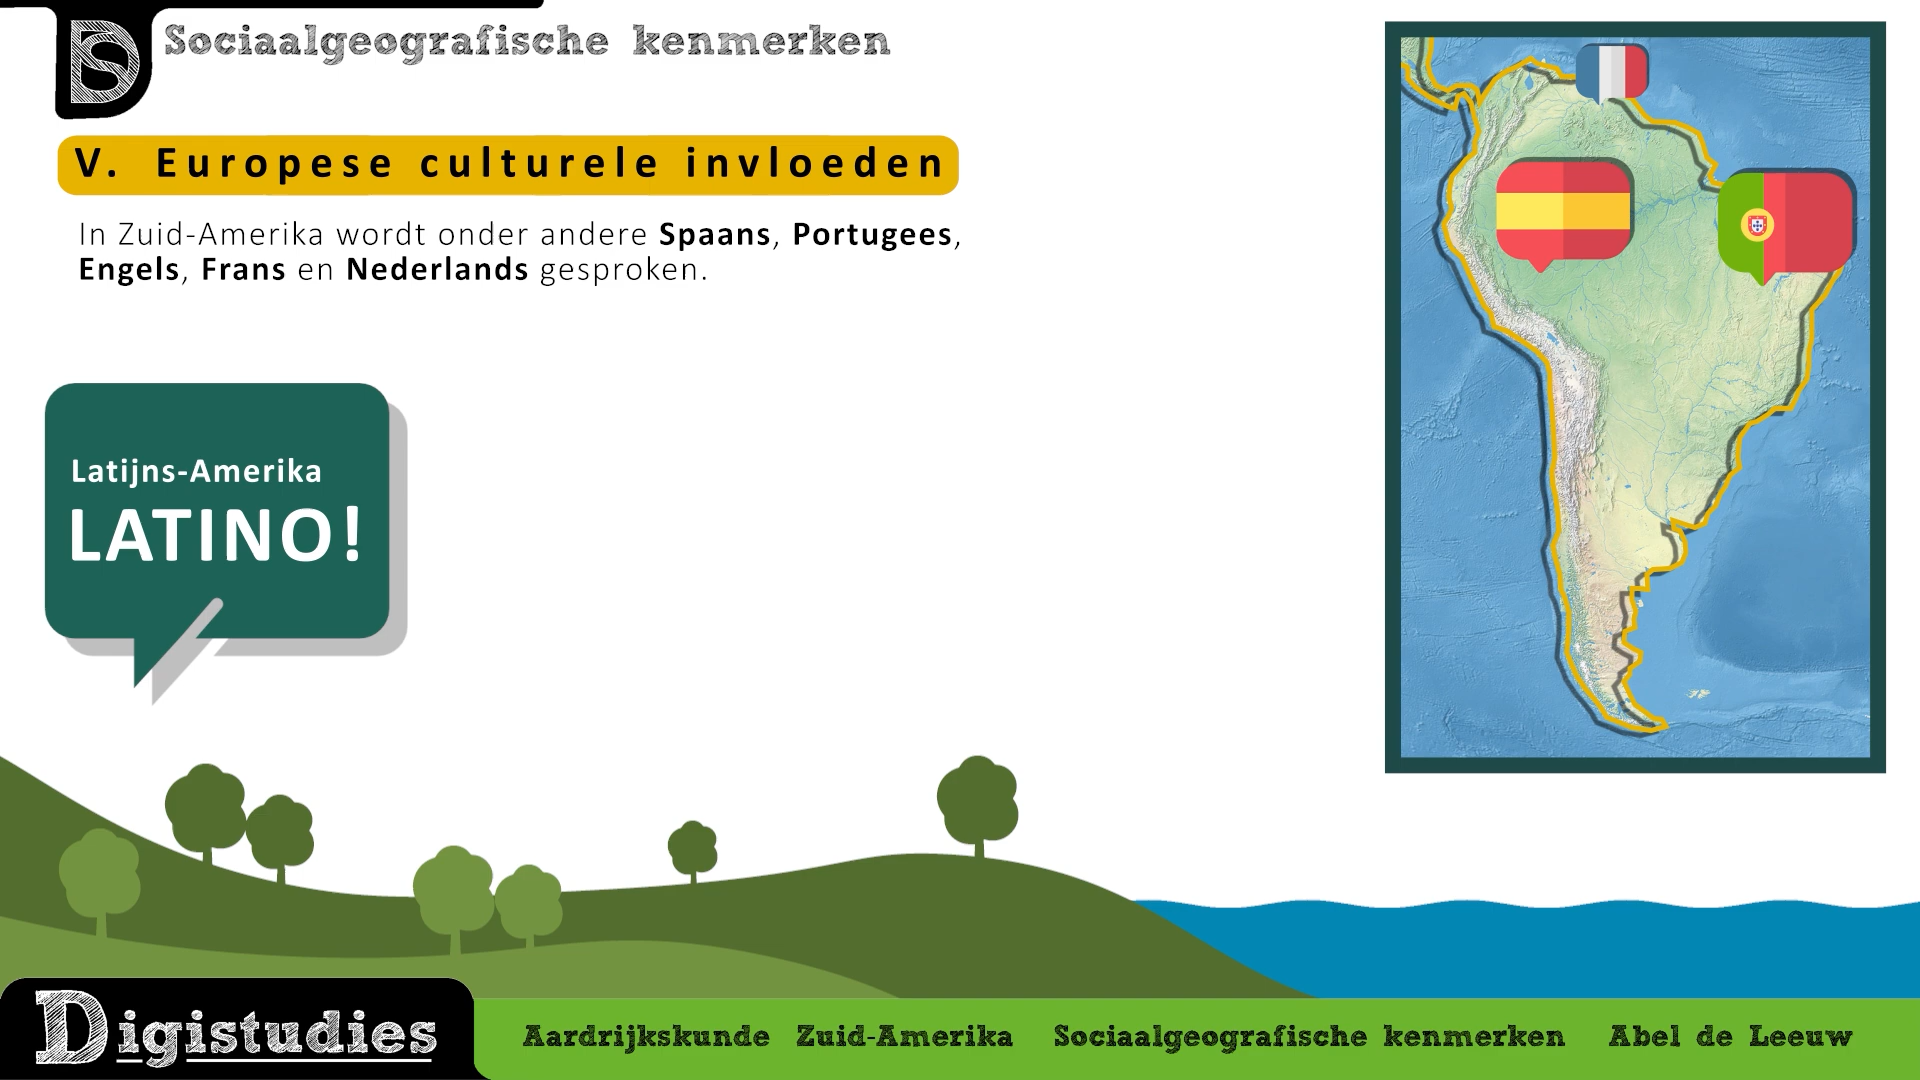 DS
Sociaalgeografische kenmerken
V. Europese culturele invloeden
In Zuid-Amerika wordt onder andere Spaans, Portugees,
Engels, Frans en Nederlands gesproken.
Latijns-Amerika
LATINO!
Digistudies
Aardrijkskunde Zuid-Amerika Sociaalgeografische kenmerken Abel de Leeuw